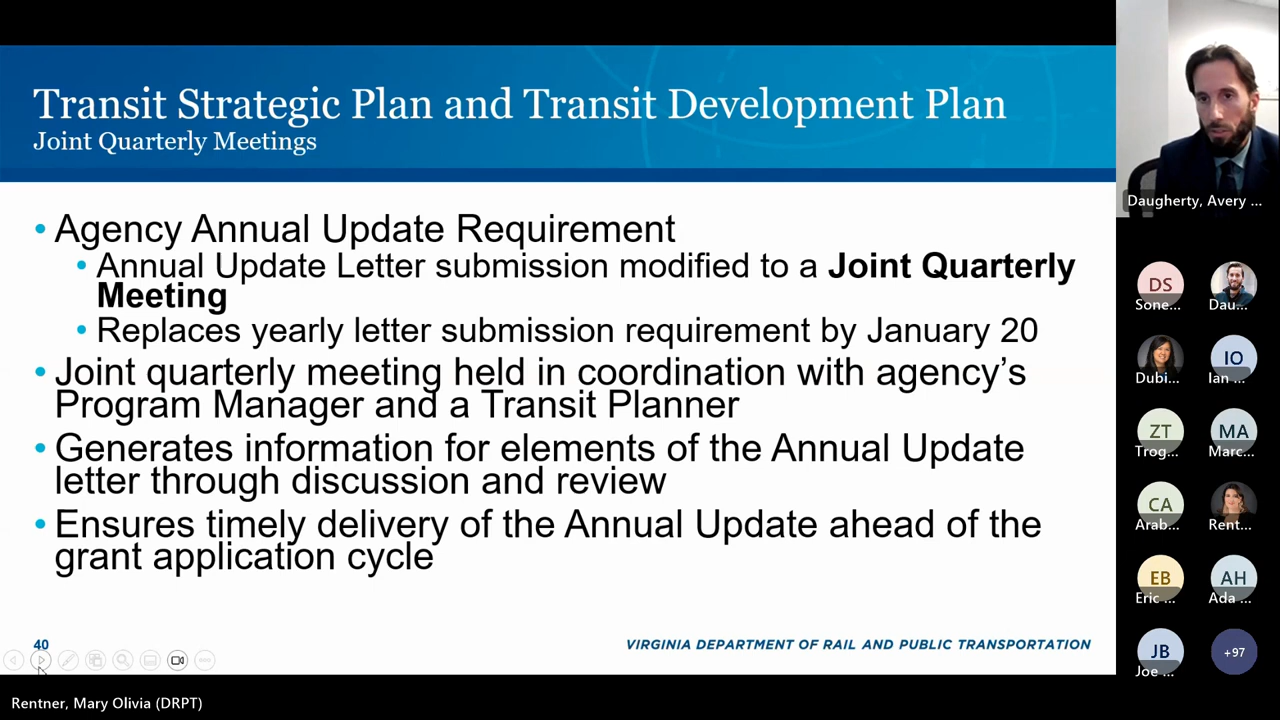 Transit Strategic Plan and Transit Development Plan
Joint Quarterly Meetings
• Agency Annual Update Requirement
• Annual Update Letter submission modified to a Joint Quarterly
Meeting
• Replaces yearly letter submission requirement by January 20
• Joint quarterly meeting held in coordination with agency’s
Program Manager and a Transit Planner
• Generates information for elements of the Annual Update
letter through discussion and review
• Ensures timely delivery of the Annual Update ahead of the
grant application cycle
40
VIRGINIA DEPARTMENT OF RAIL AND PUBLIC TRANSPORTATION
Rentner, Mary Olivia (DRPT)
Daugherty, Avery ...
DS
Sone...
Dau...
Dubi...
IO
Ian ...
ZT
Trog...
MA
Marc...
CA
Arab...
Rent...
EB
Eric ...
AH
Ada ...
JB
Joe ...
+97